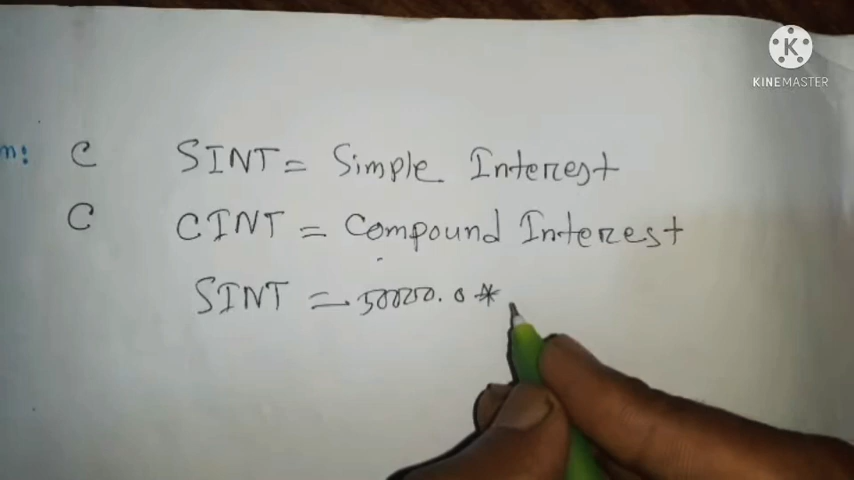 K
KINEMASTER
m: C SINT = Simple Interest
C CINT = Compound Interest
SINT = 50000.0 *